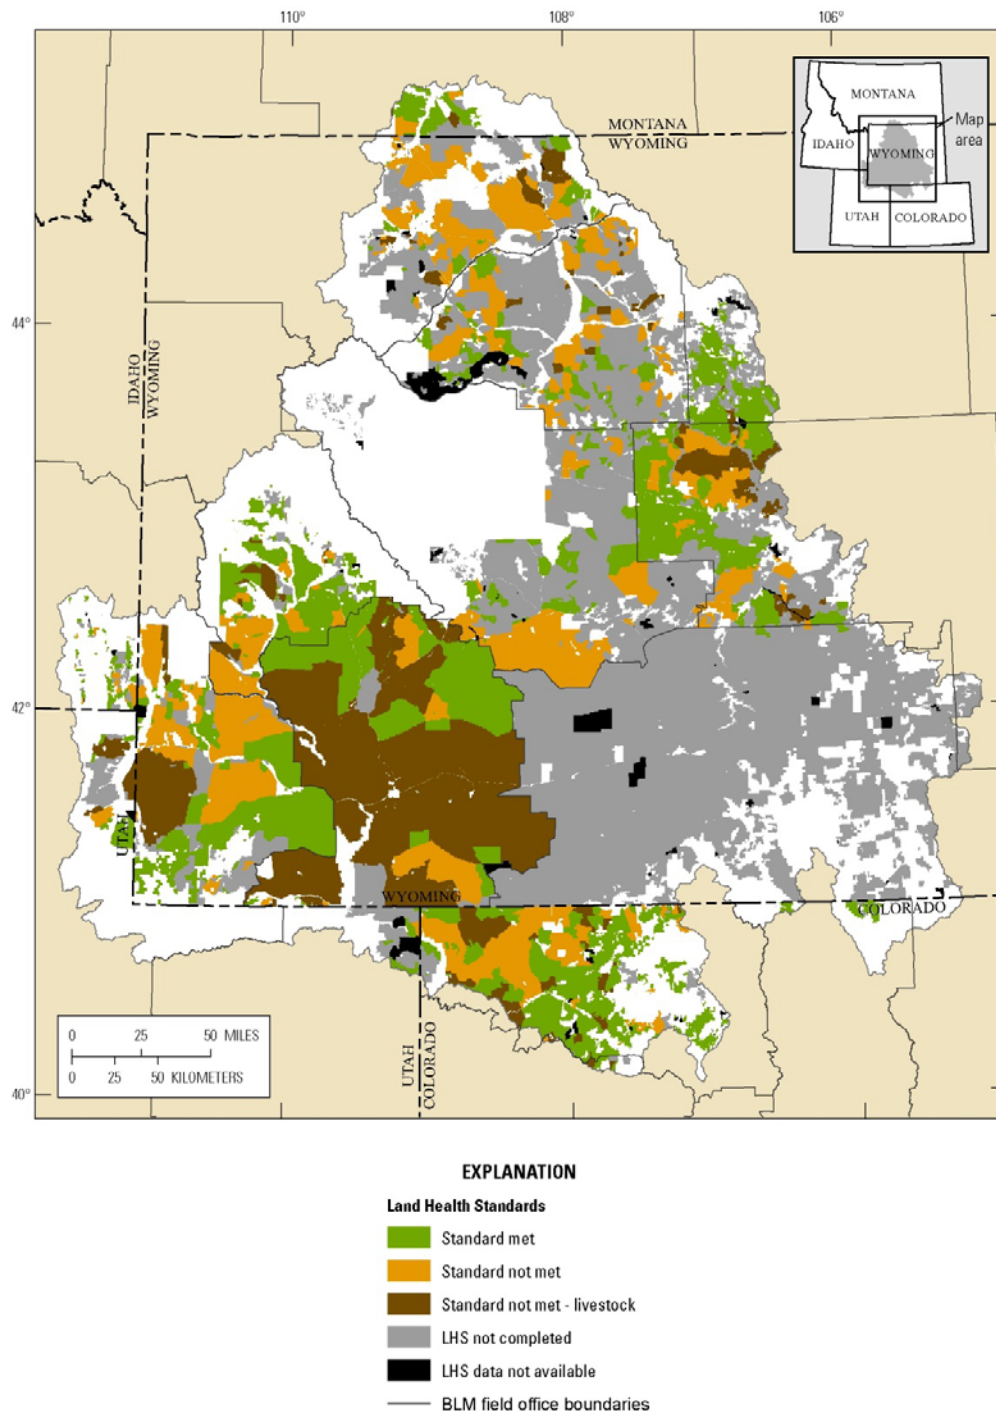 110°
108°
106°
MONTANA
WYOMING
MONTANA
IDAHO
WYOMING
UTAH
COLORADO
Map
area
44°
IDAHO
WYOMING
42°
UTAH
WYOMING
COLORADO
0 25 50 MILES
0 25 50 KILOMETERS
UTAH
COLORADO
40°
EXPLANATION
Land Health Standards
Standard met
Standard not met
Standard not met - livestock
LHS not completed
LHS data not available
BLM field office boundaries